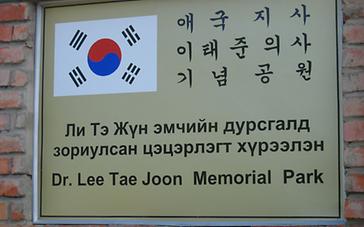 애국지사
이태준의사
기념공원
Ли Тэ Жүн эмчийн дурсгалд
зориулсан цэцэрлэгт хүрээлэн
Dr. Lee Tae Joon Memorial Park